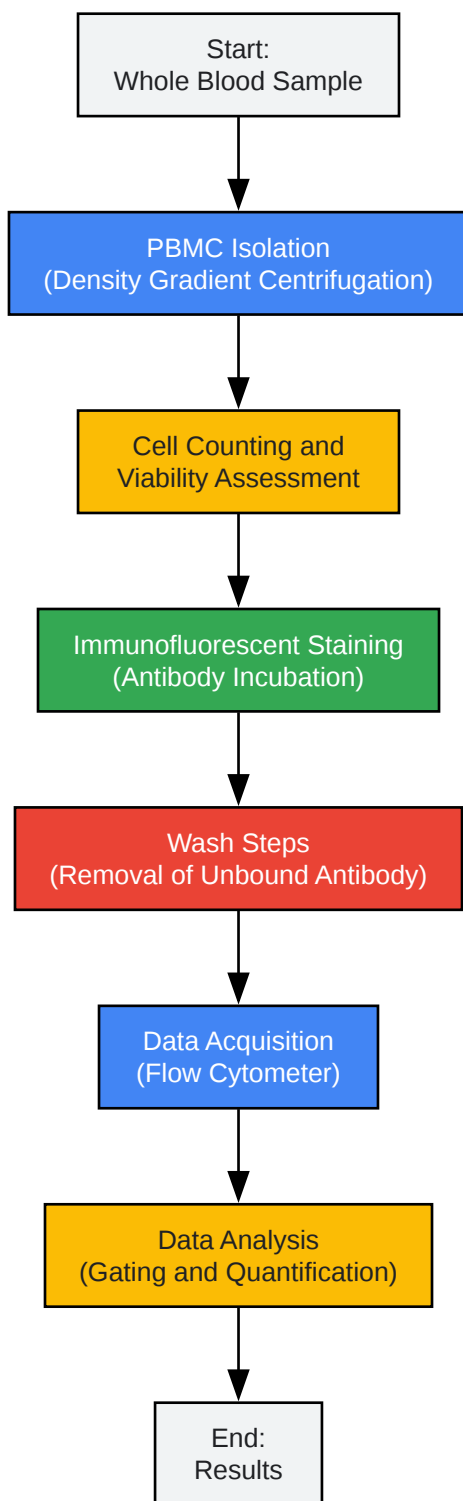 Start:
Whole Blood Sample
PBMC Isolation
(Density Gradient Centrifugation)
Cell Counting and
Viability Assessment
Immunofluorescent Staining
(Antibody Incubation)
Wash Steps
(Removal of Unbound Antibody)
Data Acquisition
(Flow Cytometer)
Data Analysis
(Gating and Quantification)
End:
Results